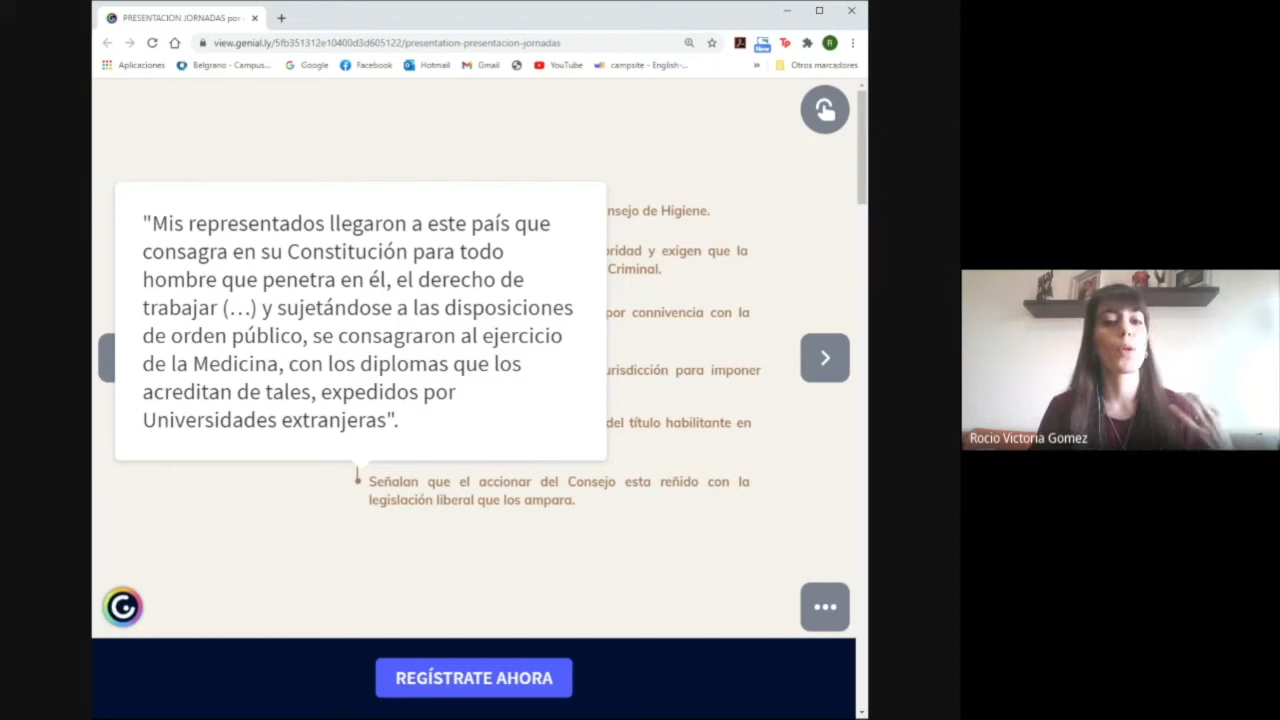 PRESENTACION JORNADAS por
view.genial.ly/5fb351312e10400d3d605122/presentation-presentacion-jornadas
New
Tp
R
Aplicaciones
Belgrano - Campus...
Google
Facebook
Hotmail
Gmail
YouTube
wr campsite - English-...
»
Otros marcadores
nsejo de Higiene.
oridad y exigen que la
Criminal.
por connivencia con la
urisdicción para imponer
del título habilitante en
"Mis representados llegaron a este país que
consagra en su Constitución para todo
hombre que penetra en él, el derecho de
trabajar (...) y sujetándose a las disposiciones
de orden público, se consagraron al ejercicio
de la Medicina, con los diplomas que los
acreditan de tales, expedidos por
Universidades extranjeras".
Señalan que el accionar del Consejo esta reñido con la
legislación liberal que los ampara.
REGÍSTRATE AHORA
Rocio Victoria Gomez